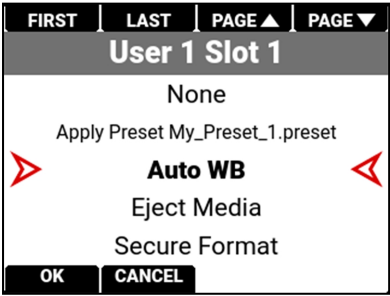 FIRST LAST PAGE▲ PAGE▼
User 1 Slot 1
None
Apply Preset My_Preset_1.preset
Auto WB
Eject Media
Secure Format
OK CANCEL